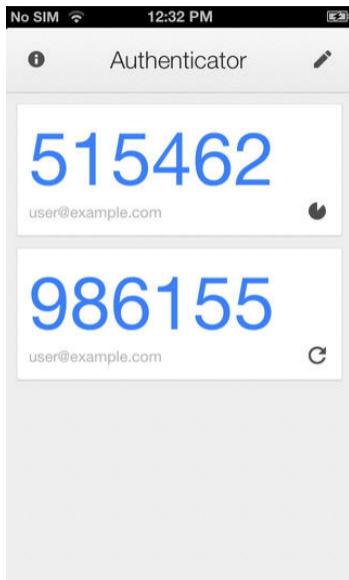 No SIM 12:32 PM
Authenticator
515462
user@example.com
986155
user@example.com